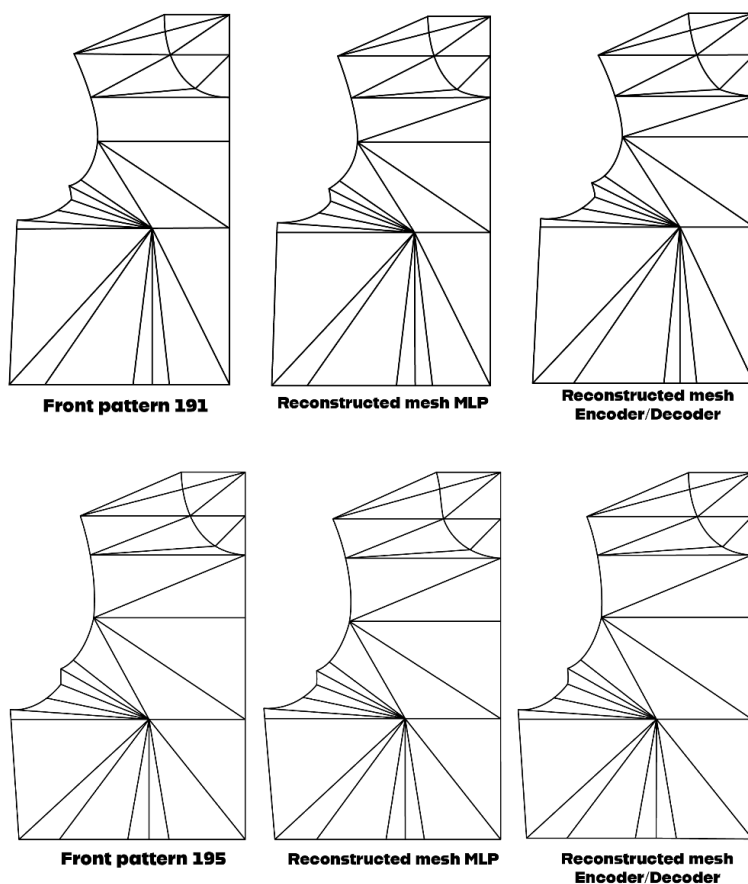 Front pattern 191
Reconstructed mesh MLP
Reconstructed mesh
Encoder/Decoder
Front pattern 195
Reconstructed mesh MLP
Reconstructed mesh
Encoder/Decoder